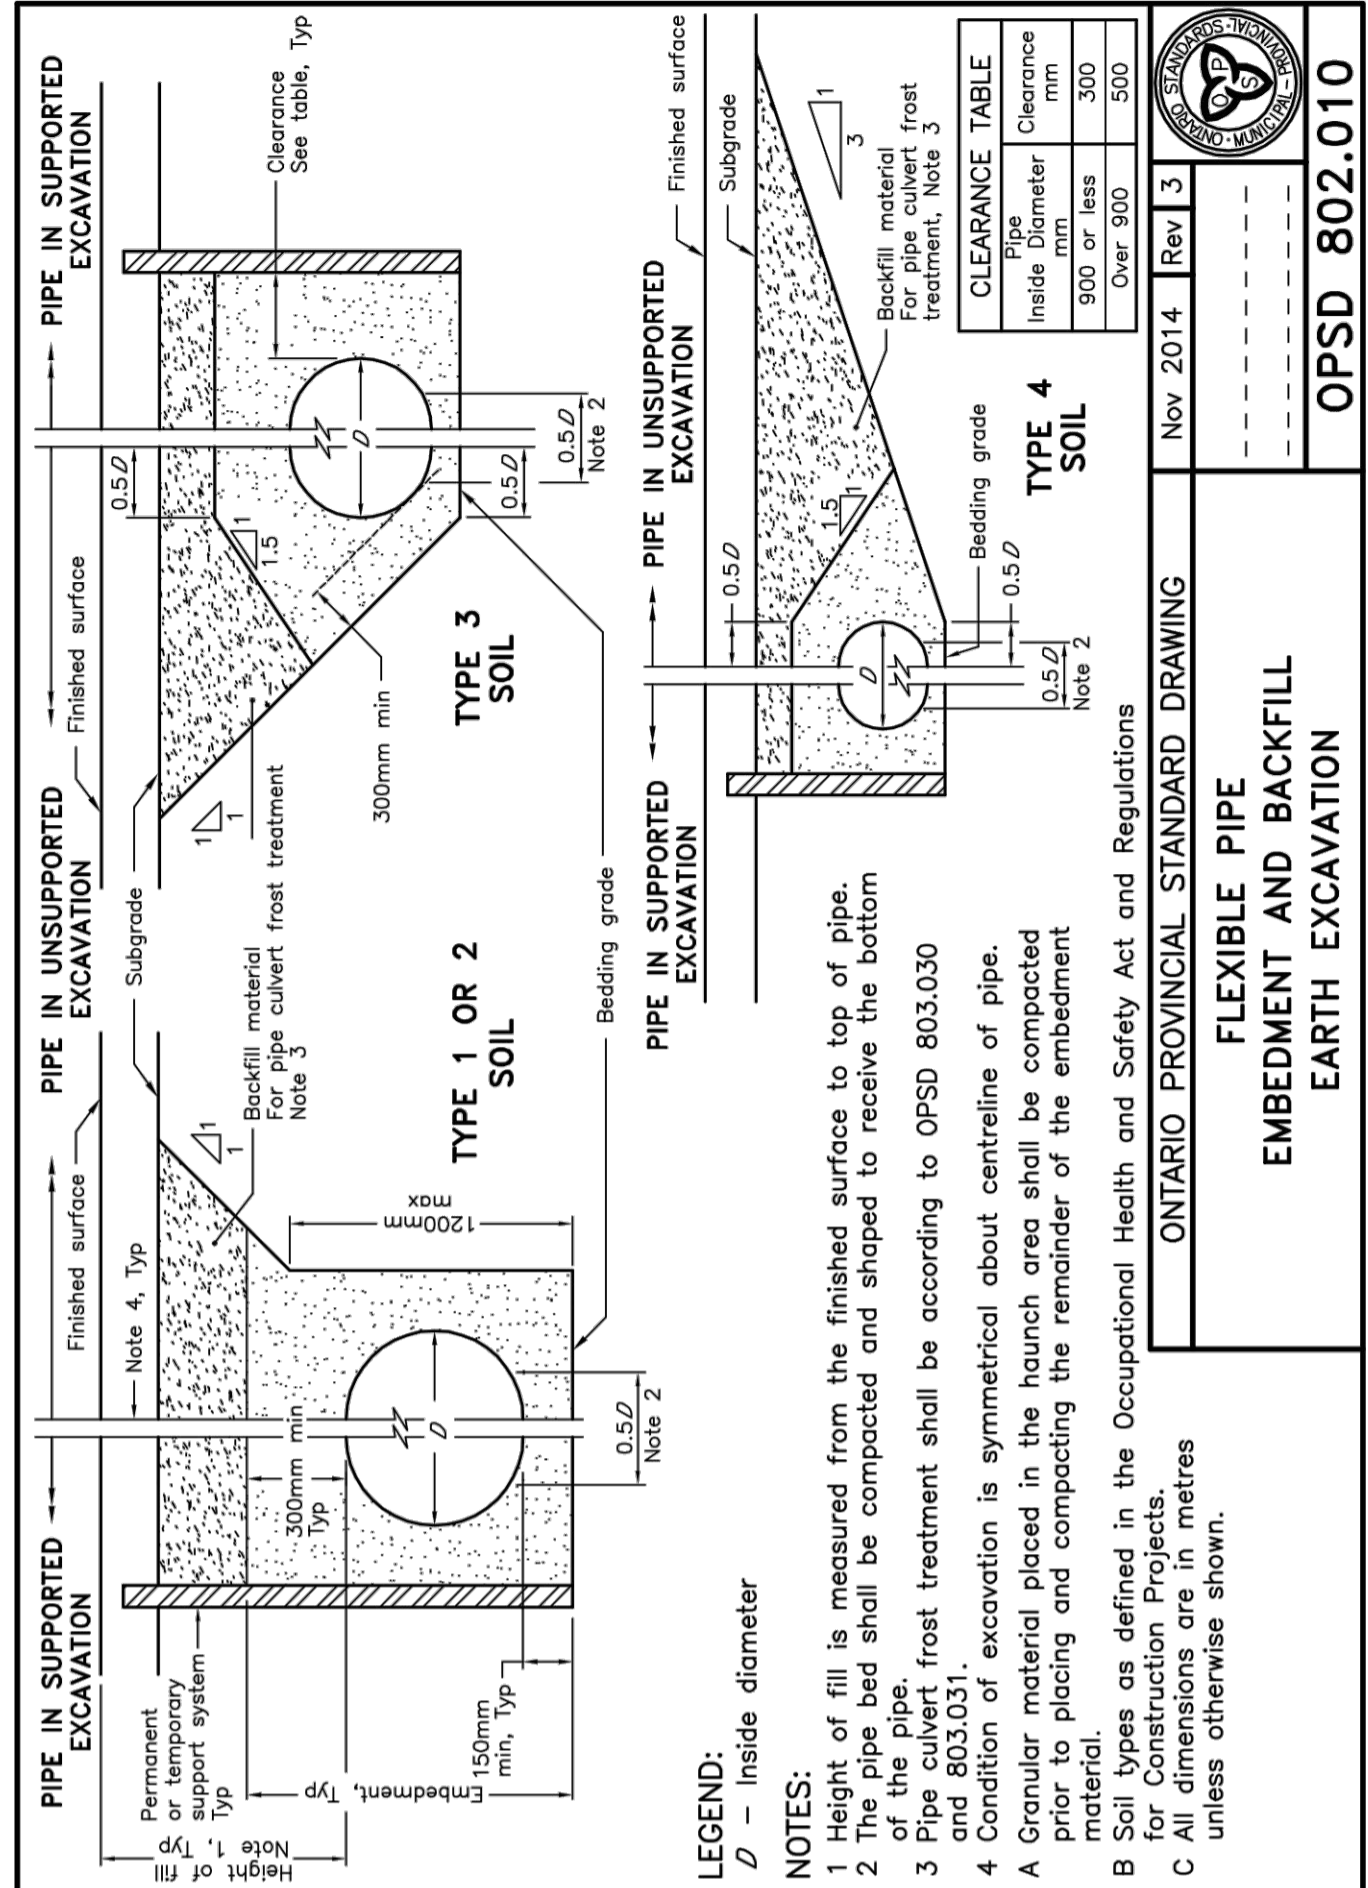 PIPE IN SUPPORTED
EXCAVATION
PIPE IN UNSUPPORTED
EXCAVATION
PIPE IN SUPPORTED
EXCAVATION
Finished surface
Note 4, Typ
Subgrade
Finished surface
Permanent
or temporary
support system
Typ
Height of fill
Note 1, Typ
Embedment, Typ
150mm
min, Typ
300mm min
Typ
D
0.5D
Note 2
1200mm
max
1
1
Backfill material
For pipe culvert frost treatment
Note 3
TYPE 1 OR 2
SOIL
Bedding grade
1
1
300mm min
TYPE 3
SOIL
0.5D
1
1.5
D
0.5D
0.5D
Note 2
Clearance
See table, Typ
PIPE IN SUPPORTED
EXCAVATION
PIPE IN UNSUPPORTED
EXCAVATION
Finished surface
Subgrade
0.5D
D
0.5D
0.5D
Note 2
Bedding grade
1.5
1
1
3
Backfill material
For pipe culvert frost
treatment, Note 3
TYPE 4
SOIL
CLEARANCE TABLE
Pipe
Inside Diameter
mm
Clearance
mm
900 or less 300
Over 900 500
LEGEND:
D – Inside diameter
NOTES:
1 Height of fill is measured from the finished surface to top of pipe.
2 The pipe bed shall be compacted and shaped to receive the bottom
of the pipe.
3 Pipe culvert frost treatment shall be according to OPSD 803.030
and 803.031.
4 Condition of excavation is symmetrical about centreline of pipe.
A Granular material placed in the haunch area shall be compacted
prior to placing and compacting the remainder of the embedment
material.
B Soil types as defined in the Occupational Health and Safety Act and Regulations
for Construction Projects.
C All dimensions are in metres
unless otherwise shown.
ONTARIO PROVINCIAL STANDARD DRAWING
Nov 2014 Rev 3
FLEXIBLE PIPE
EMBEDMENT AND BACKFILL
EARTH EXCAVATION
OPSD 802.010
ONTARIO · MUNICIPAL – PROVINCIAL · STANDARDS
O P S